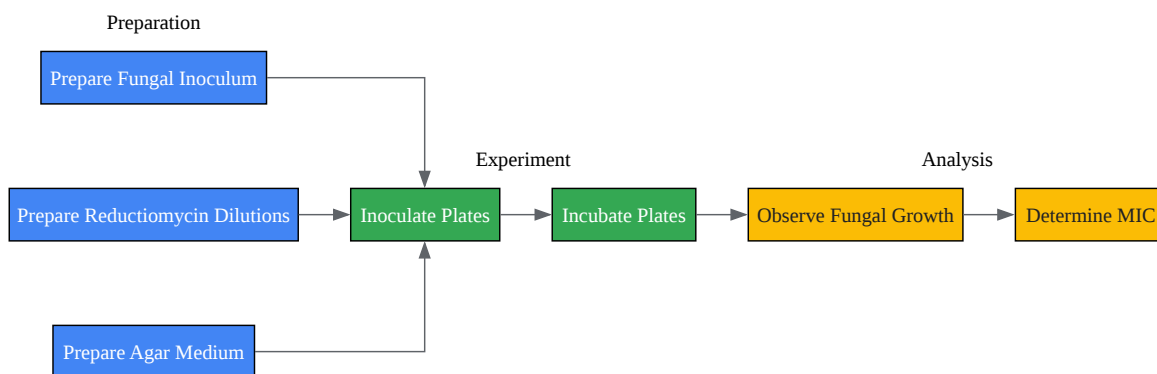 Preparation
Prepare Fungal Inoculum
Experiment
Analysis
Prepare Reductiomycin Dilutions
Inoculate Plates
Incubate Plates
Observe Fungal Growth
Determine MIC
Prepare Agar Medium